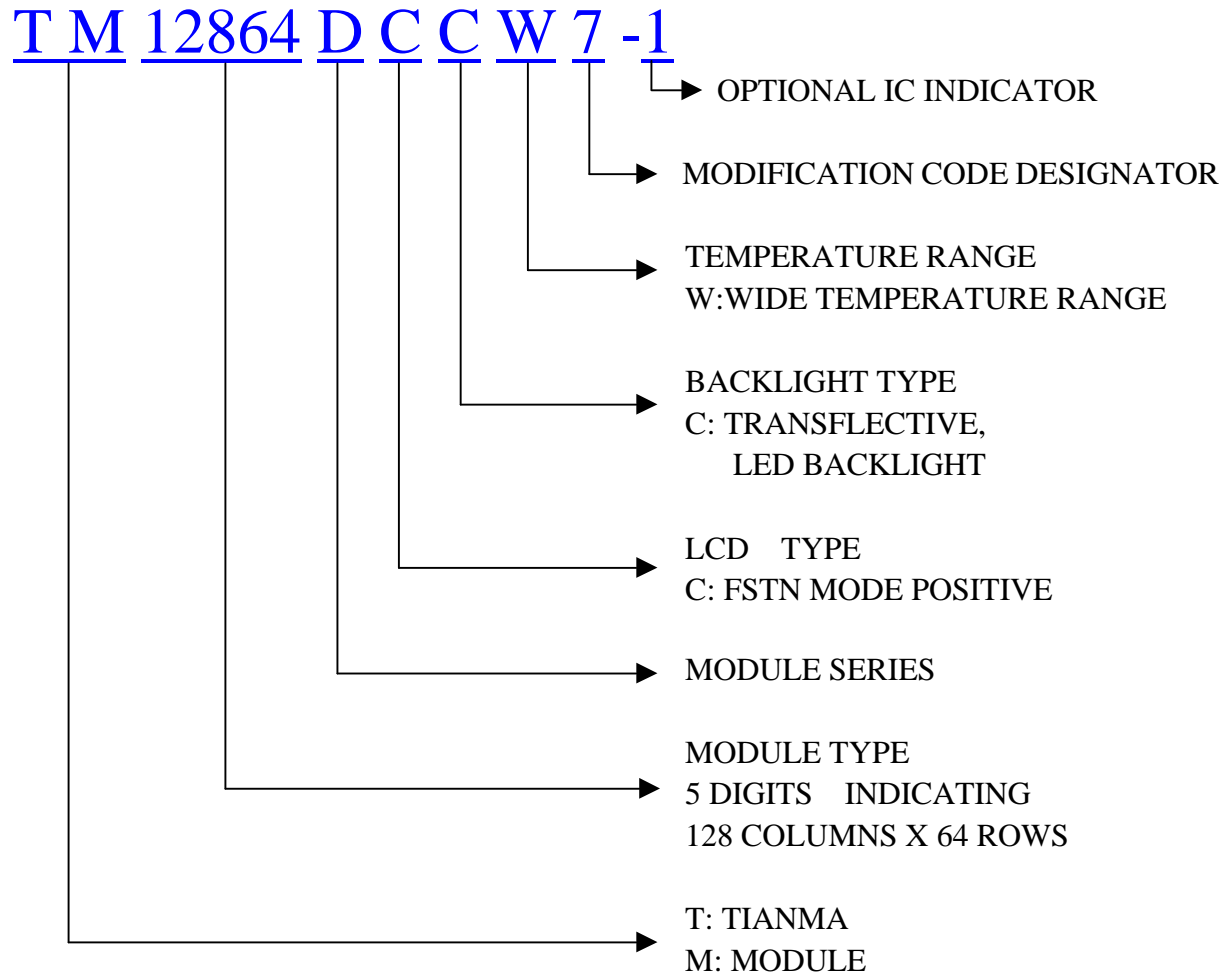 T M 12864 D C C W 7 -1
OPTIONAL IC INDICATOR
MODIFICATION CODE DESIGNATOR
TEMPERATURE RANGE
W:WIDE TEMPERATURE RANGE
BACKLIGHT TYPE
C: TRANSFLECTIVE,
LED BACKLIGHT
LCD TYPE
C: FSTN MODE POSITIVE
MODULE SERIES
MODULE TYPE
5 DIGITS INDICATING
128 COLUMNS X 64 ROWS
T: TIANMA
M: MODULE